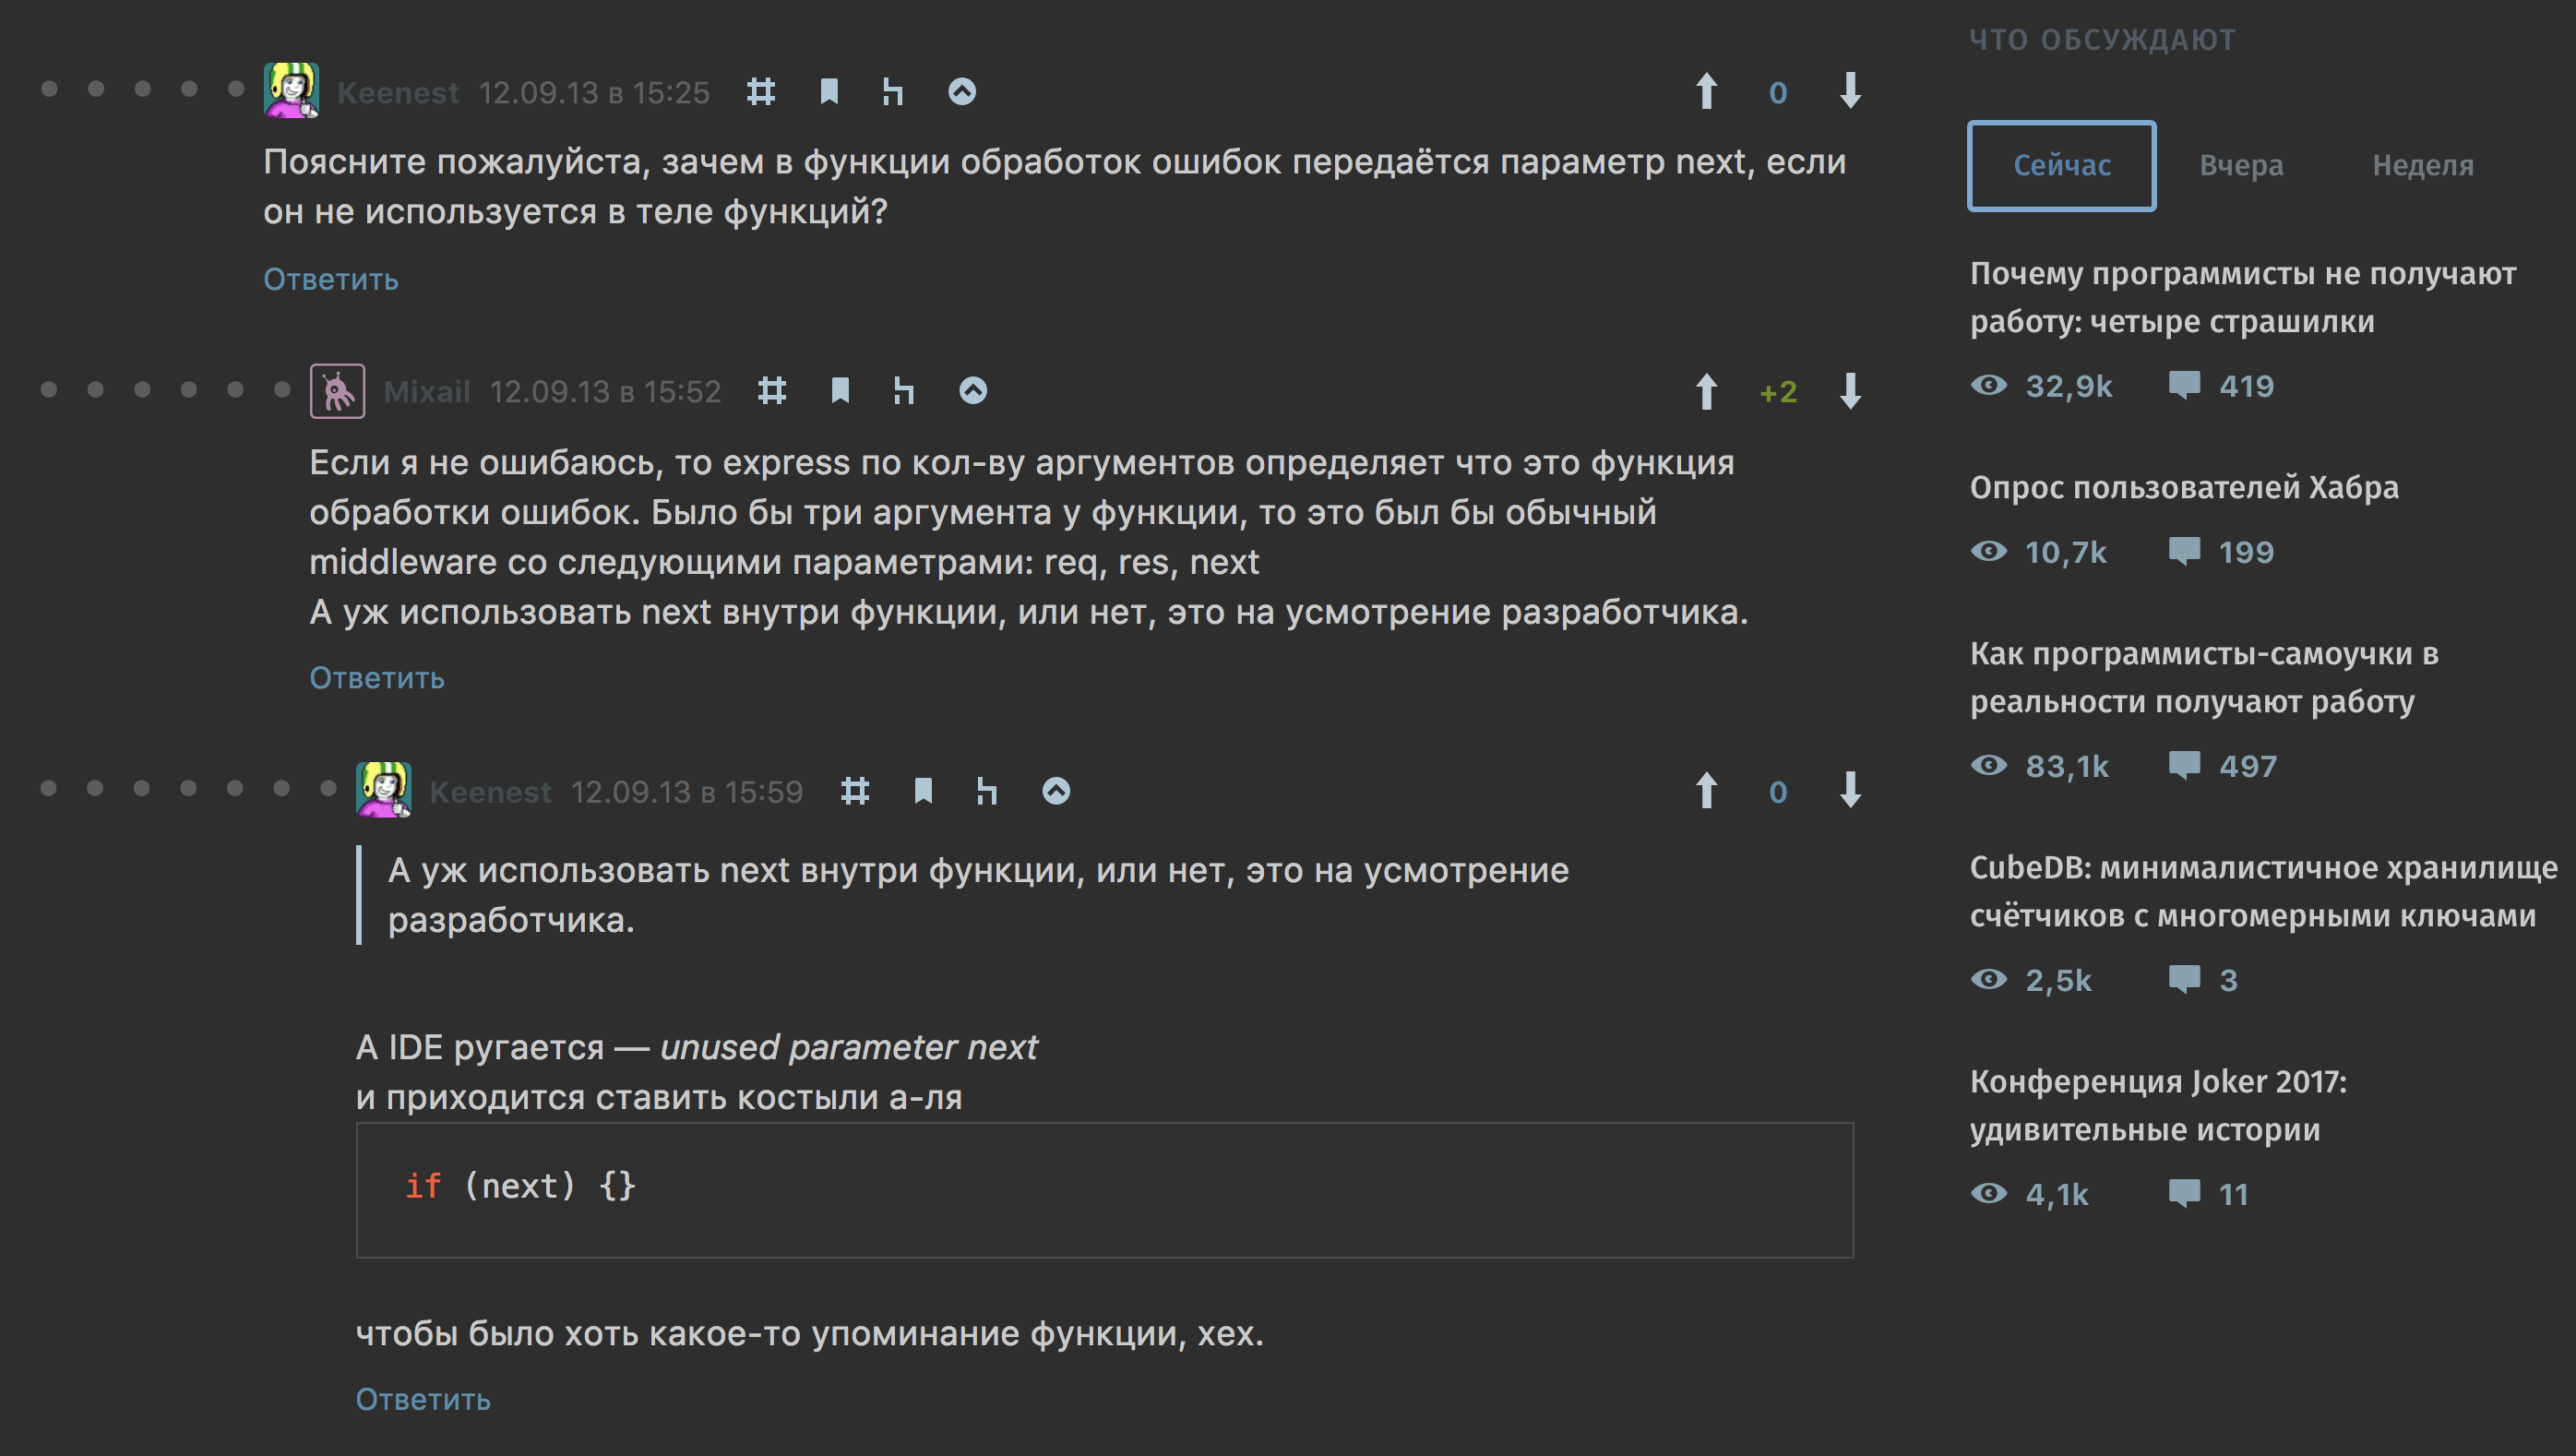 Keenest 12.09.13 в 15:25
0
Поясните пожалуйста, зачем в функции обработок ошибок передаётся параметр next, если
он не используется в теле функций?
Ответить
Mixail 12.09.13 в 15:52
+2
Если я не ошибаюсь, то express по кол-ву аргументов определяет что это функция
обработки ошибок. Было бы три аргумента у функции, то это был бы обычный
middleware со следующими параметрами: req, res, next
А уж использовать next внутри функции, или нет, это на усмотрение разработчика.
Ответить
Keenest 12.09.13 в 15:59
0
А уж использовать next внутри функции, или нет, это на усмотрение
разработчика.
А IDE ругается — unused parameter next
и приходится ставить костыли а-ля
if (next) {}
чтобы было хоть какое-то упоминание функции, хех.
Ответить
ЧТО ОБСУЖДАЮТ
Сейчас Вчера Неделя
Почему программисты не получают
работу: четыре страшилки
32,9k 419
Опрос пользователей Хабра
10,7k 199
Как программисты-самоучки в
реальности получают работу
83,1k 497
CubeDB: минималистичное хранилище
счётчиков с многомерными ключами
2,5k 3
Конференция Joker 2017:
удивительные истории
4,1k 11